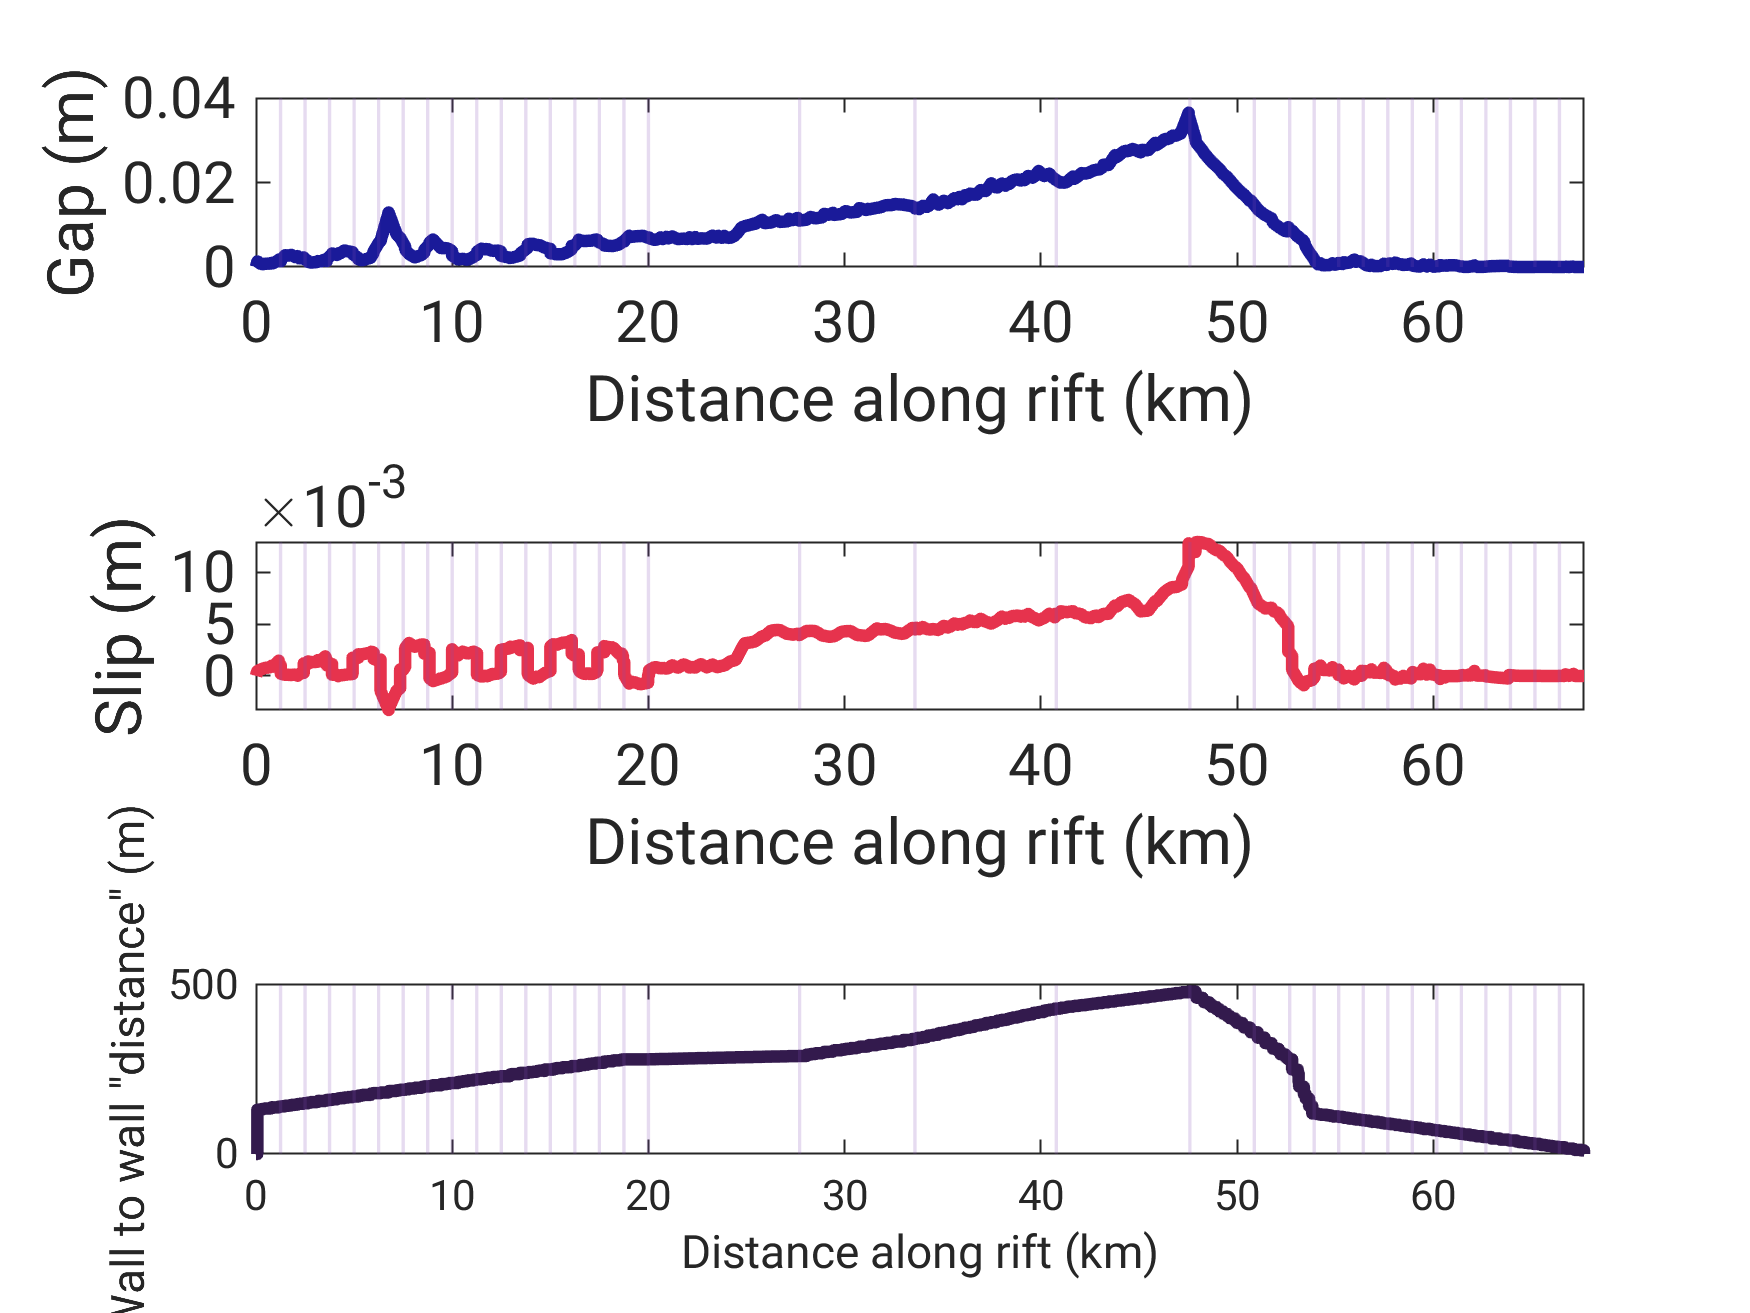 Gap (m)
0.04
0.02
0
0 10 20 30 40 50 60
Distance along rift (km)
×10-3
Slip (m)
10
5
0
0 10 20 30 40 50 60
Distance along rift (km)
to wall "distance" (m)
500
0
0 10 20 30 40 50 60
Distance along rift (km)